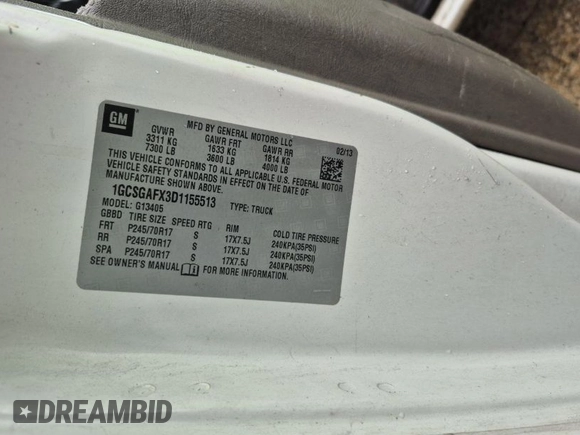 GM
MFD BY GENERAL MOTORS LLC
02/13
GVWR GAWR FRT GAWR RR
3311 KG 1633 KG 1814 KG
7300 LB 3600 LB 4000 LB
THIS VEHICLE CONFORMS TO ALL APPLICABLE U.S. FEDERAL MOTOR
VEHICLE SAFETY STANDARDS IN EFFECT ON THE DATE OF
MANUFACTURE SHOWN ABOVE.
1GCSGAFX3D1155513 TYPE: TRUCK
MODEL: G13405
GBBD TIRE SIZE SPEED RTG RIM COLD TIRE PRESSURE
FRT P245/70R17 S 17X7.5J 240KPA(35PSI)
RR P245/70R17 S 17X7.5J 240KPA(35PSI)
SPA P245/70R17 S 17X7.5J 240KPA(35PSI)
SEE OWNER'S MANUAL FOR MORE INFORMATION.
DREAMBID